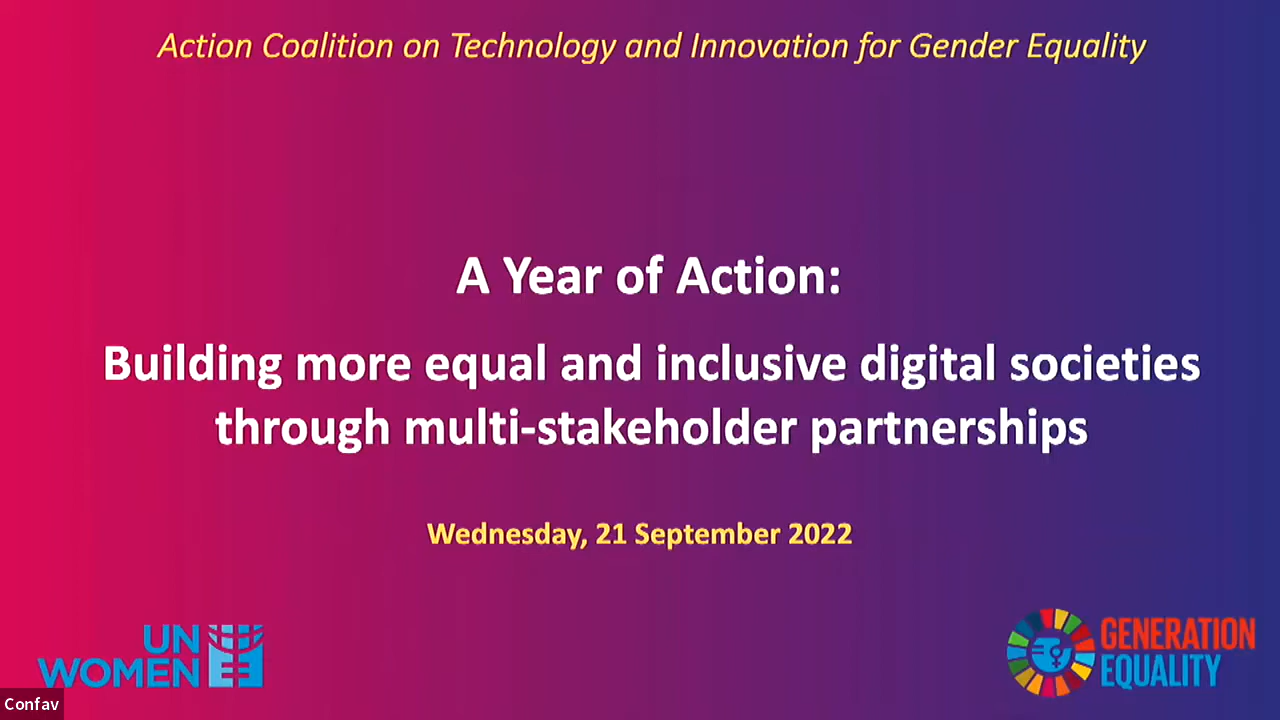 Action Coalition on Technology and Innovation for Gender Equality
A Year of Action:
Building more equal and inclusive digital societies
through multi-stakeholder partnerships
Wednesday, 21 September 2022
UN
WOMEN
GENERATION
EQUALITY
Confav